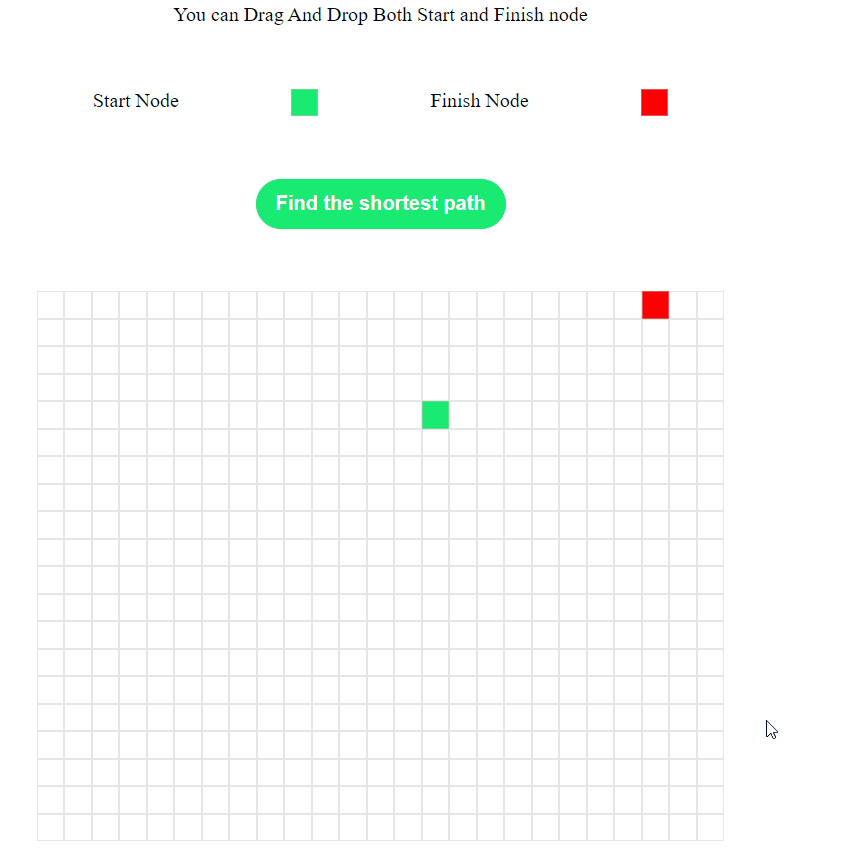 You can Drag And Drop Both Start and Finish node
Start Node
Finish Node
Find the shortest path